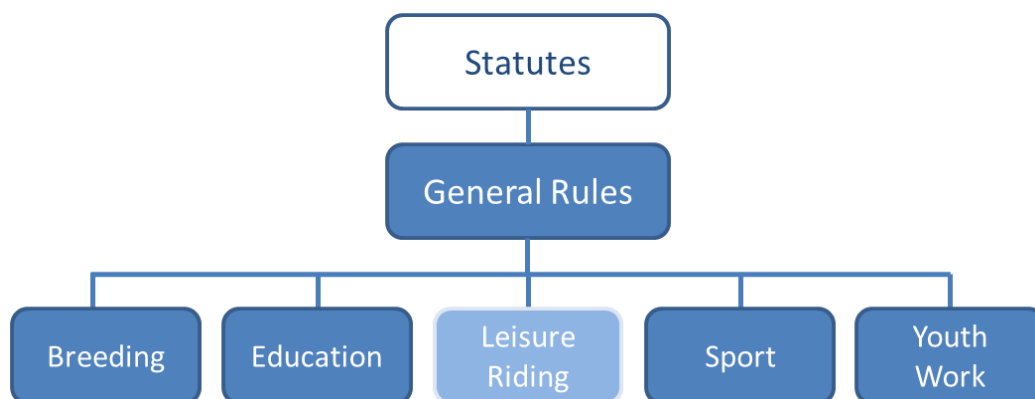 Statutes
General Rules
Breeding
Education
Leisure
Riding
Sport
Youth
Work